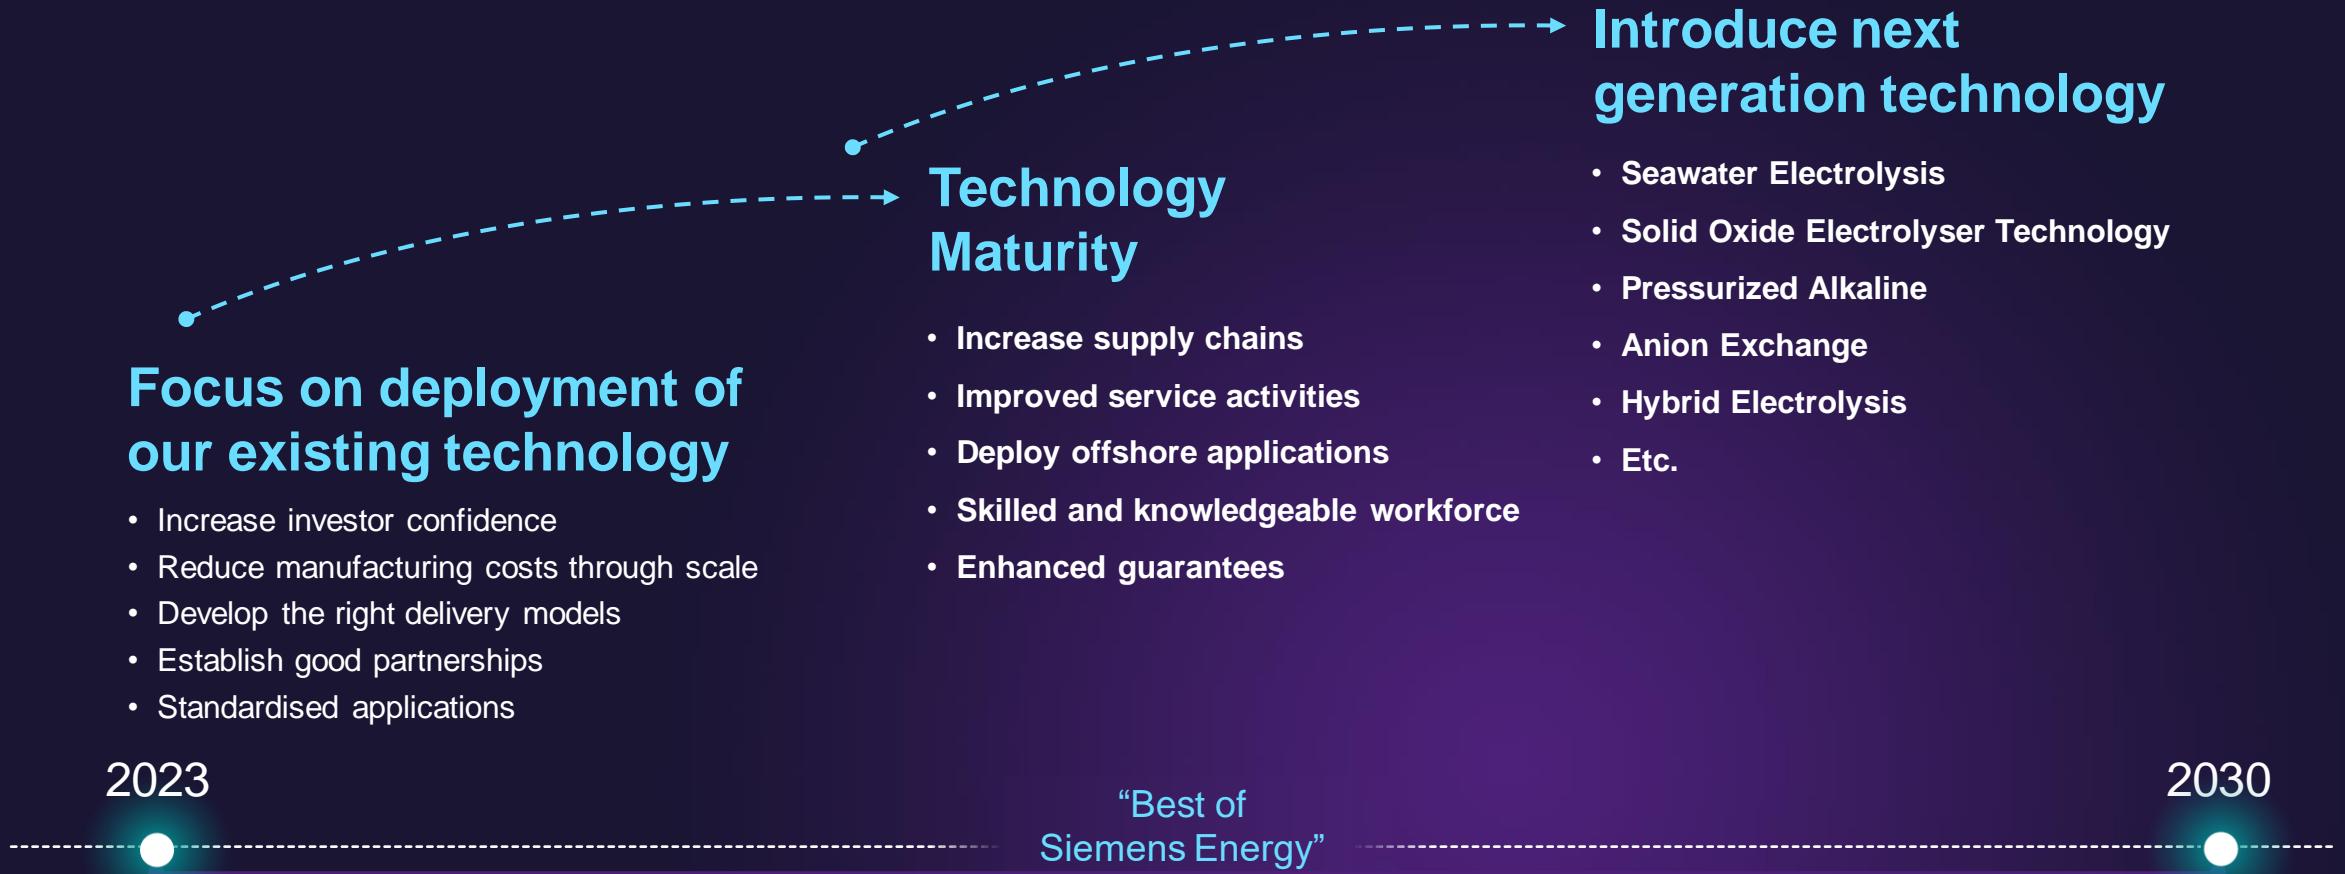 Focus on deployment of
our existing technology
• Increase investor confidence
• Reduce manufacturing costs through scale
• Develop the right delivery models
• Establish good partnerships
• Standardised applications
Technology
Maturity
• Increase supply chains
• Improved service activities
• Deploy offshore applications
• Skilled and knowledgeable workforce
• Enhanced guarantees
Introduce next
generation technology
• Seawater Electrolysis
• Solid Oxide Electrolyser Technology
• Pressurized Alkaline
• Anion Exchange
• Hybrid Electrolysis
• Etc.
2023
“Best of
Siemens Energy”
2030